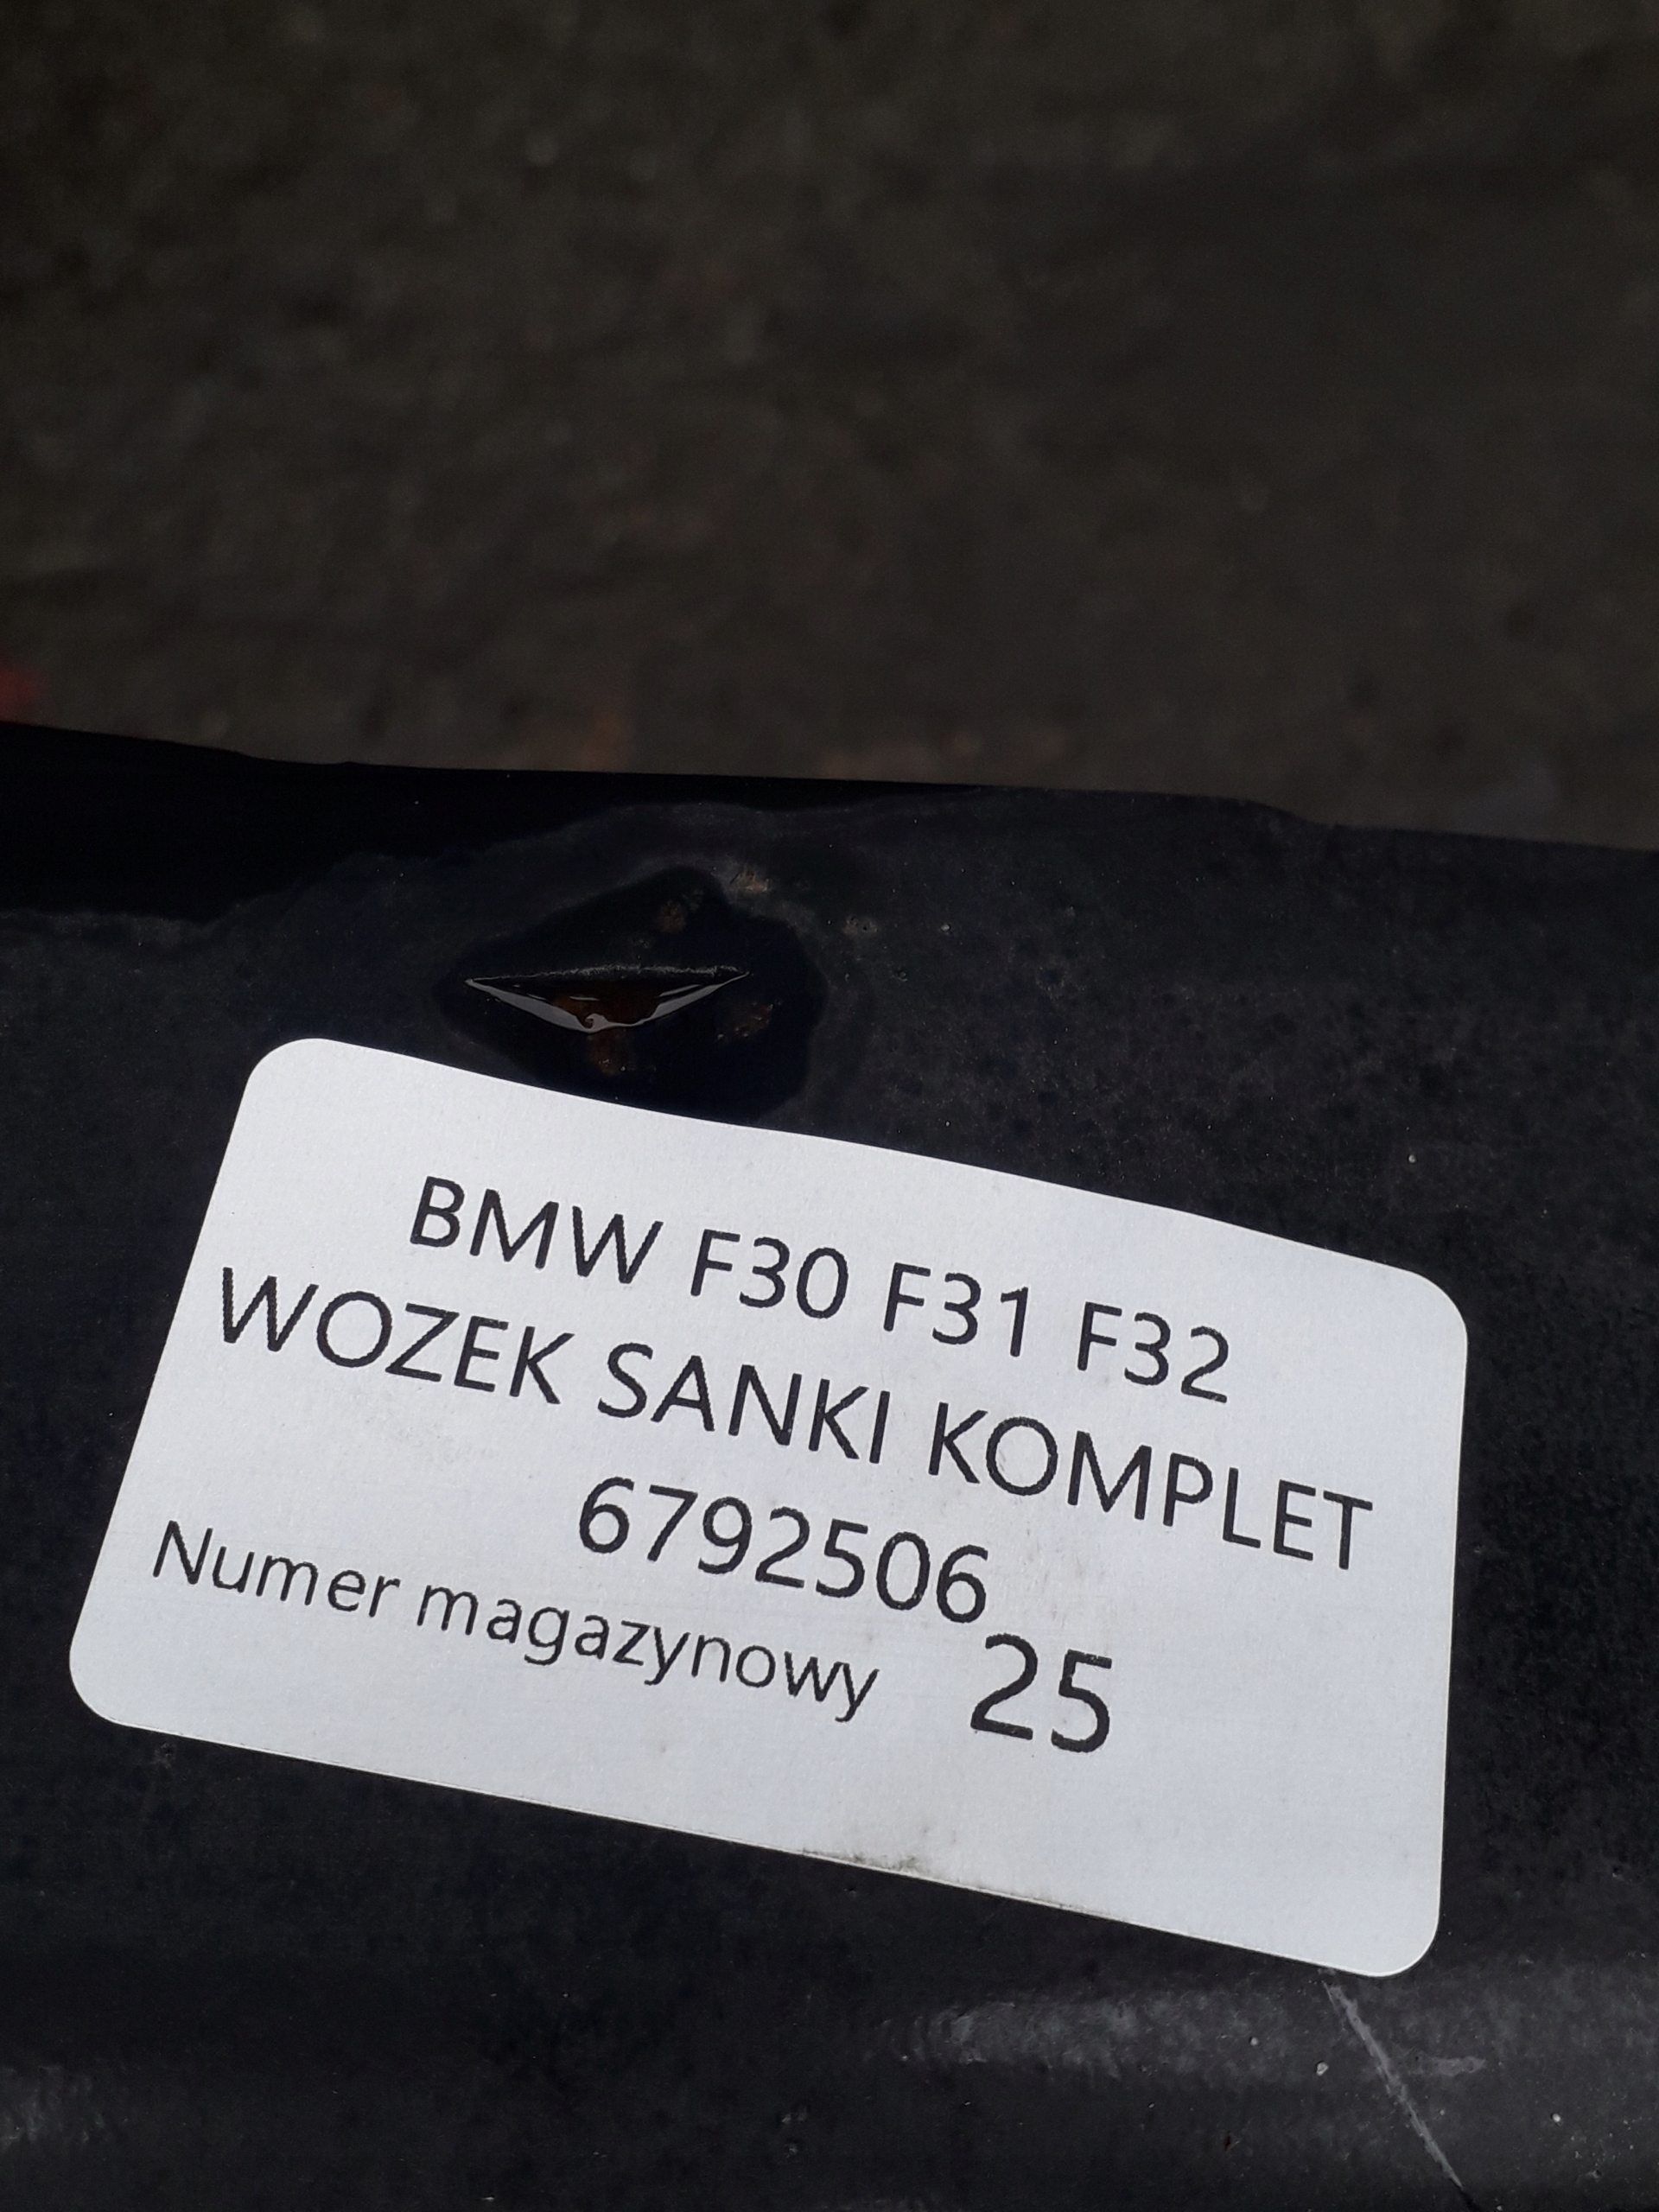 BMW F30 F31 F32
WOZEK SANKI KOMPLET
6792506
Numer magazynowy 25